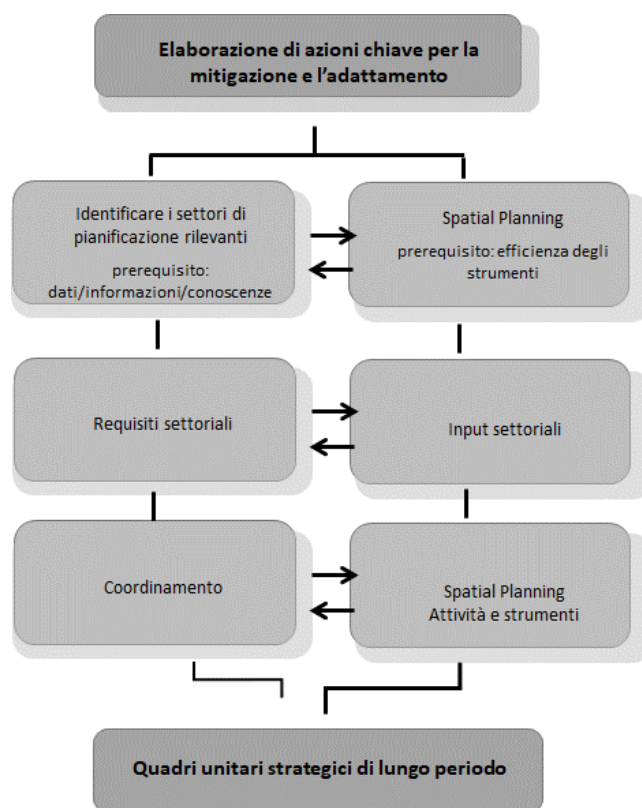 Elaborazione di azioni chiave per la
mitigazione e l'adattamento
Identificare i settori di
pianificazione rilevanti
prerequisito:
dati/informazioni/conoscenze
Spatial Planning
prerequisito: efficienza degli
strumenti
Requisiti settoriali
Input settoriali
Coordinamento
Spatial Planning
Attività e strumenti
Quadri unitari strategici di lungo periodo